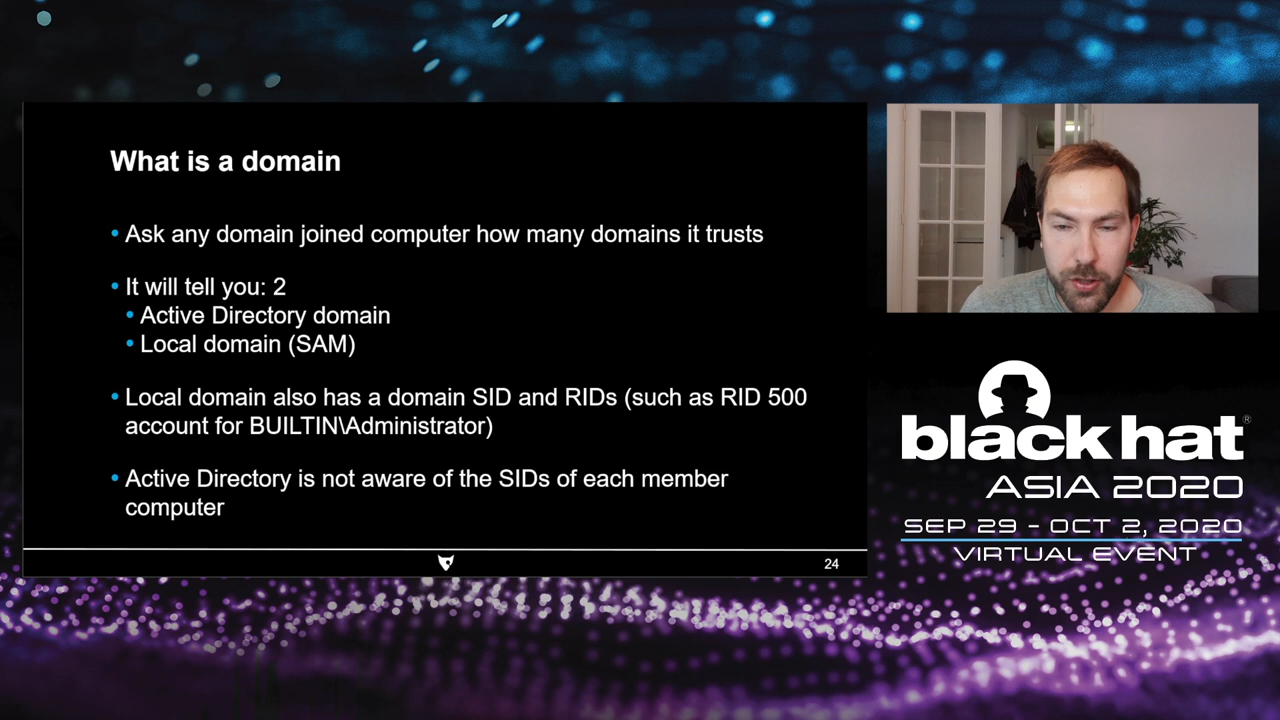 What is a domain
• Ask any domain joined computer how many domains it trusts
• It will tell you: 2
• Active Directory domain
• Local domain (SAM)
• Local domain also has a domain SID and RIDs (such as RID 500
account for BUILTIN\Administrator)
• Active Directory is not aware of the SIDs of each member
computer
24
black hat®
ASIA 2020
SEP 29 - OCT 2, 2020
VIRTUAL EVENT